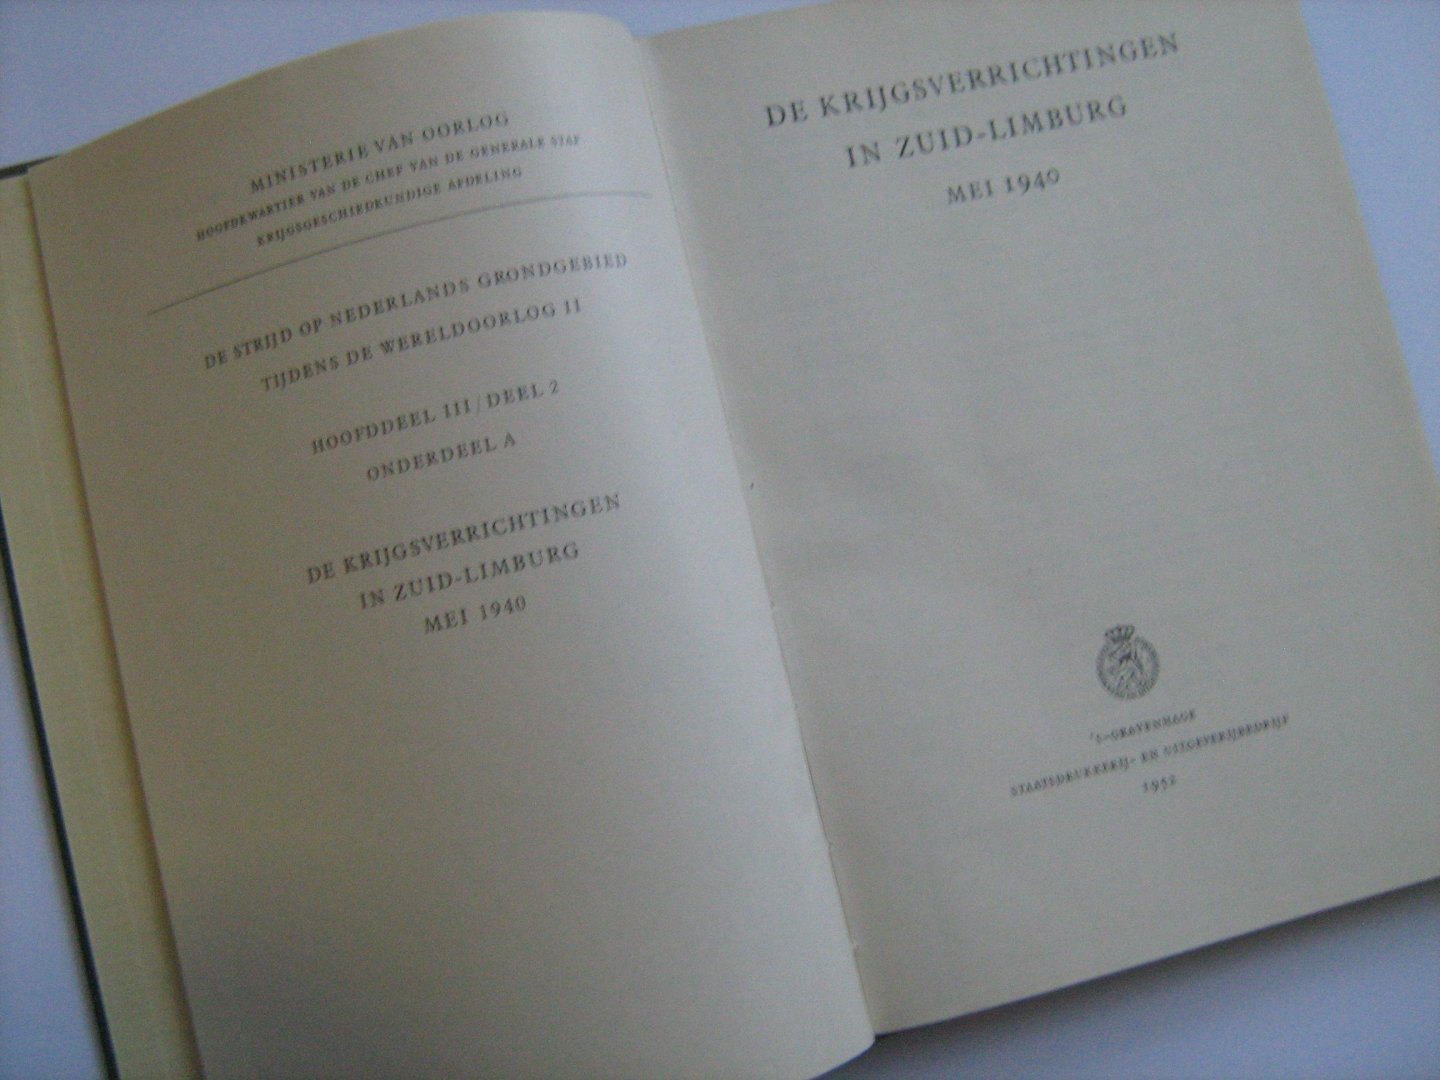 MINISTERIE VAN OORLOG
HOOFDKWARTIER VAN DE CHEF VAN DE GENERALE STAF
KRIJGSGESCHIEDKUNDIGE AFDELING
DE STRIJD OP NEDERLANDS GRONDGEBIED
TIJDENS DE WERELDOORLOG II
HOOFDDEEL III / DEEL 2
ONDERDEEL A
DE KRIJGSVERRICHTINGEN
IN ZUID-LIMBURG
MEI 1940
DE KRIJGSVERRICHTINGEN
IN ZUID-LIMBURG
MEI 1940
'S-GRAVENHAGE
STAATSDRUKKERIJ- EN UITGEVERIJBEDRIJF
1952